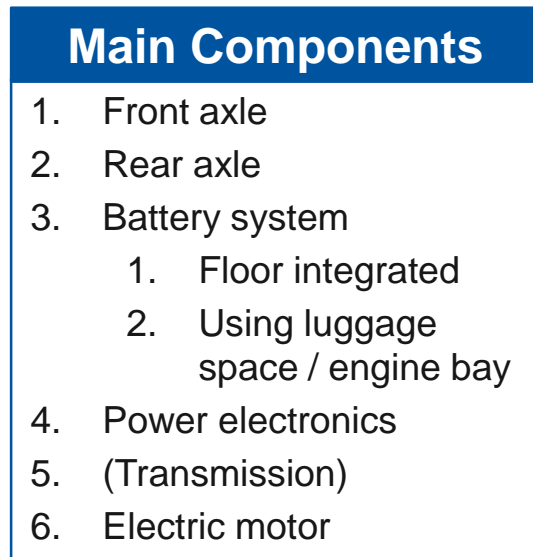 Main Components
1. Front axle
2. Rear axle
3. Battery system
1. Floor integrated
2. Using luggage
space / engine bay
4. Power electronics
5. (Transmission)
6. Electric motor